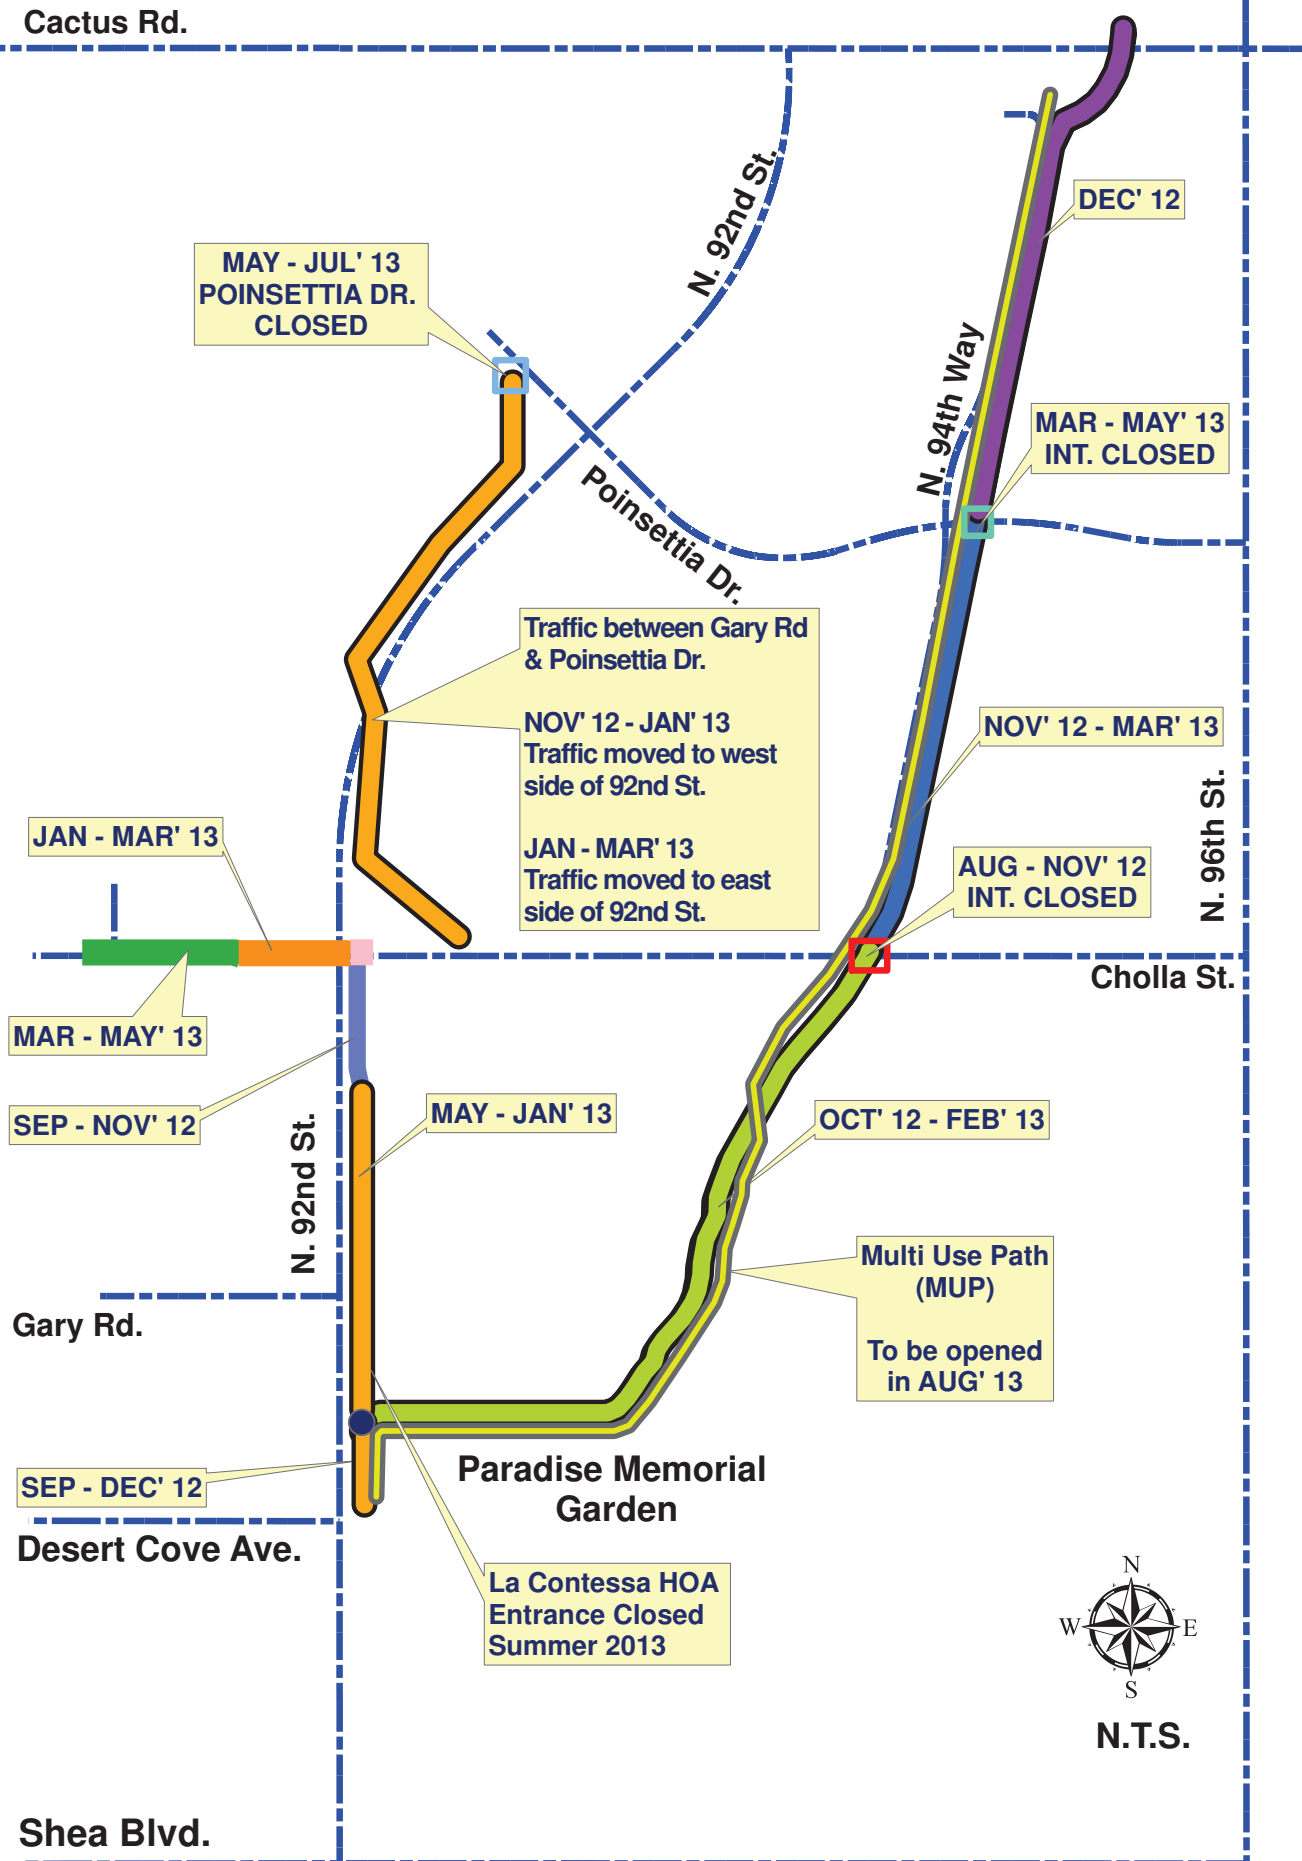 Cactus Rd.
N. 92nd St.
DEC' 12
MAY - JUL' 13
POINSETTIA DR.
CLOSED
N. 94th Way
MAR - MAY' 13
INT. CLOSED
Poinsettia Dr.
Traffic between Gary Rd
& Poinsettia Dr.
NOV' 12 - JAN' 13
Traffic moved to west
side of 92nd St.
JAN - MAR' 13
Traffic moved to east
side of 92nd St.
NOV' 12 - MAR' 13
N. 96th St.
JAN - MAR' 13
AUG - NOV' 12
INT. CLOSED
Cholla St.
MAR - MAY' 13
SEP - NOV' 12
MAY - JAN' 13
OCT' 12 - FEB' 13
N. 92nd St.
Multi Use Path
(MUP)
To be opened
in AUG' 13
Gary Rd.
Paradise Memorial
Garden
SEP - DEC' 12
Desert Cove Ave.
La Contessa HOA
Entrance Closed
Summer 2013
N
W
E
S
N.T.S.
Shea Blvd.